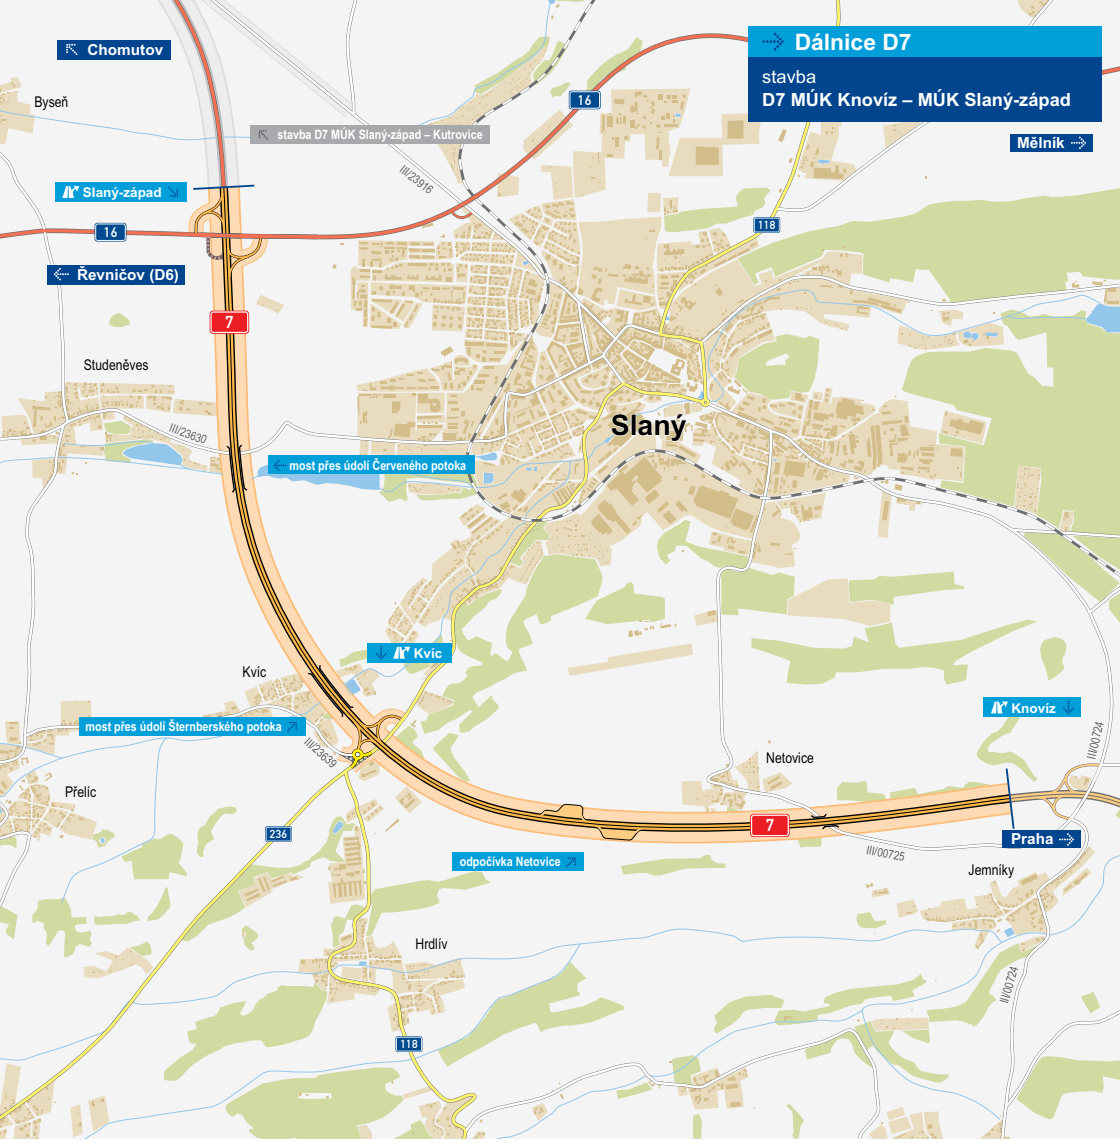 Chomutov
Dálnice D7
stavba
D7 MÚK Knovíz – MÚK Slaný-západ
Byseň
16
stavba D7 MÚK Slaný-západ – Kutrovice
Mělník
III/23916
Slaný-západ
118
16
Řevničov (D6)
7
Studeněves
Slaný
III/23630
most přes údolí Červeného potoka
Kvíc
Kvíc
Knovíz
most přes údolí Šternberského potoka
III/23639
III/00724
Netovice
Přelíc
236
7
Praha
III/00725
odpočívka Netovice
Jemníky
Hrdlív
III/00724
118